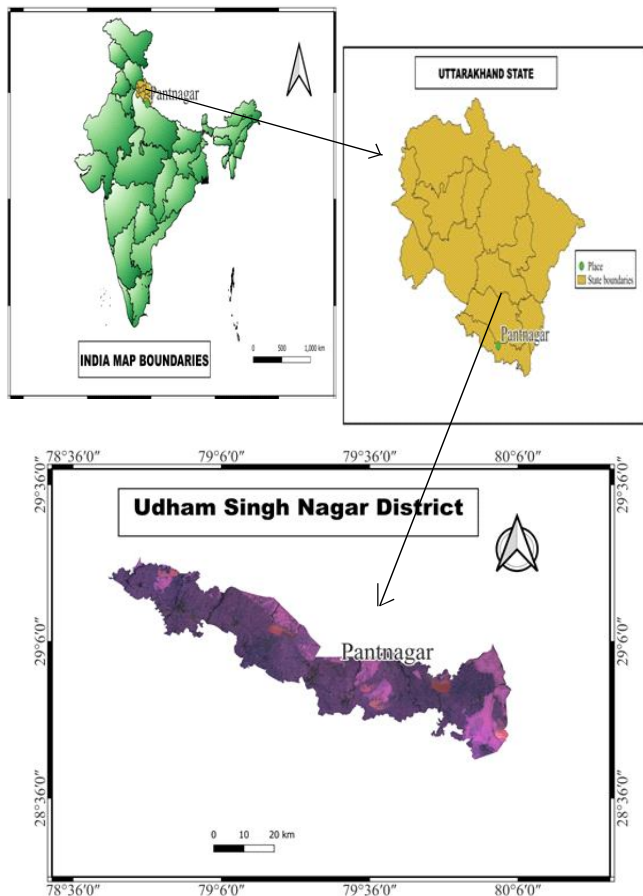 Pantnagar
INDIA MAP BOUNDARIES
0 500 1,000 km
UTTARAKHAND STATE
Place
State boundaries
Pantnagar
78°36′0″ 79°6′0″ 79°36′0″ 80°6′0″
29°36′0″ 29°36′0″
Udham Singh Nagar District
29°6′0″ 29°6′0″
Pantnagar
28°36′0″ 28°36′0″
0 10 20 km
78°36′0″ 79°6′0″ 79°36′0″ 80°6′0″